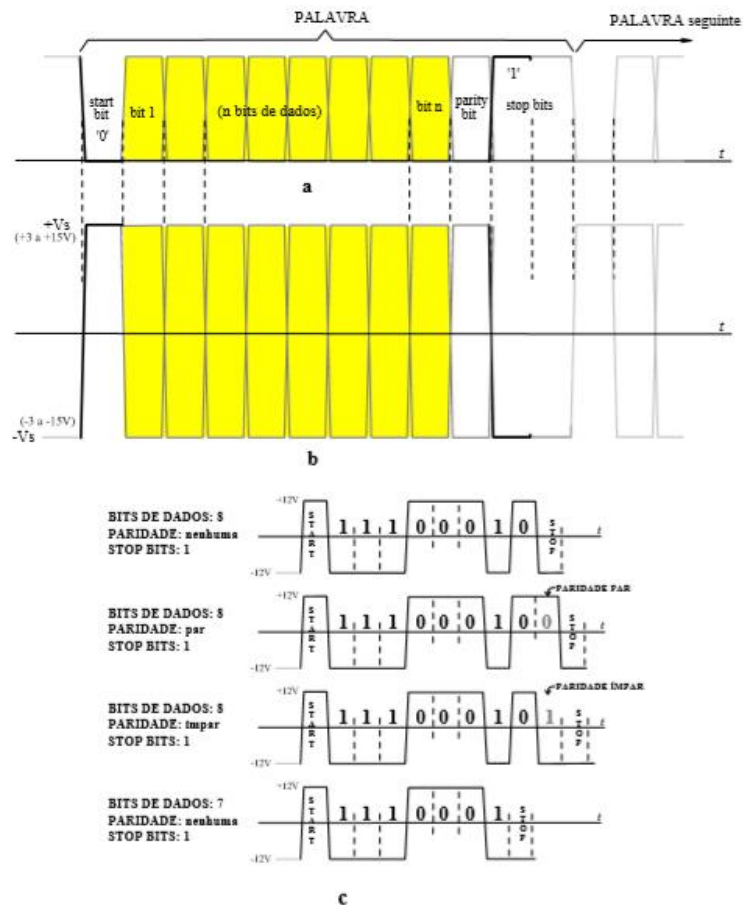 PALAVRA
PALAVRA seguinte
start bit '0'
bit 1
(n bits de dados)
bit n
parity bit
'1'
stop bits
t
a
+Vs
(+3 a +15V)
t
(-3 a -15V)
-Vs
b
BITS DE DADOS: 8
PARIDADE: nenhuma
STOP BITS: 1
+12V
-12V
START
1 1 1 0 0 0 1 0
STOP
t
BITS DE DADOS: 8
PARIDADE: par
STOP BITS: 1
PARIDADE PAR
+12V
-12V
START
1 1 1 0 0 0 1 0 0
STOP
t
BITS DE DADOS: 8
PARIDADE: ímpar
STOP BITS: 1
PARIDADE ÍMPAR
+12V
-12V
START
1 1 1 0 0 0 1 0 1
STOP
t
BITS DE DADOS: 7
PARIDADE: nenhuma
STOP BITS: 1
+12V
-12V
START
1 1 1 0 0 0 1
STOP
t
c